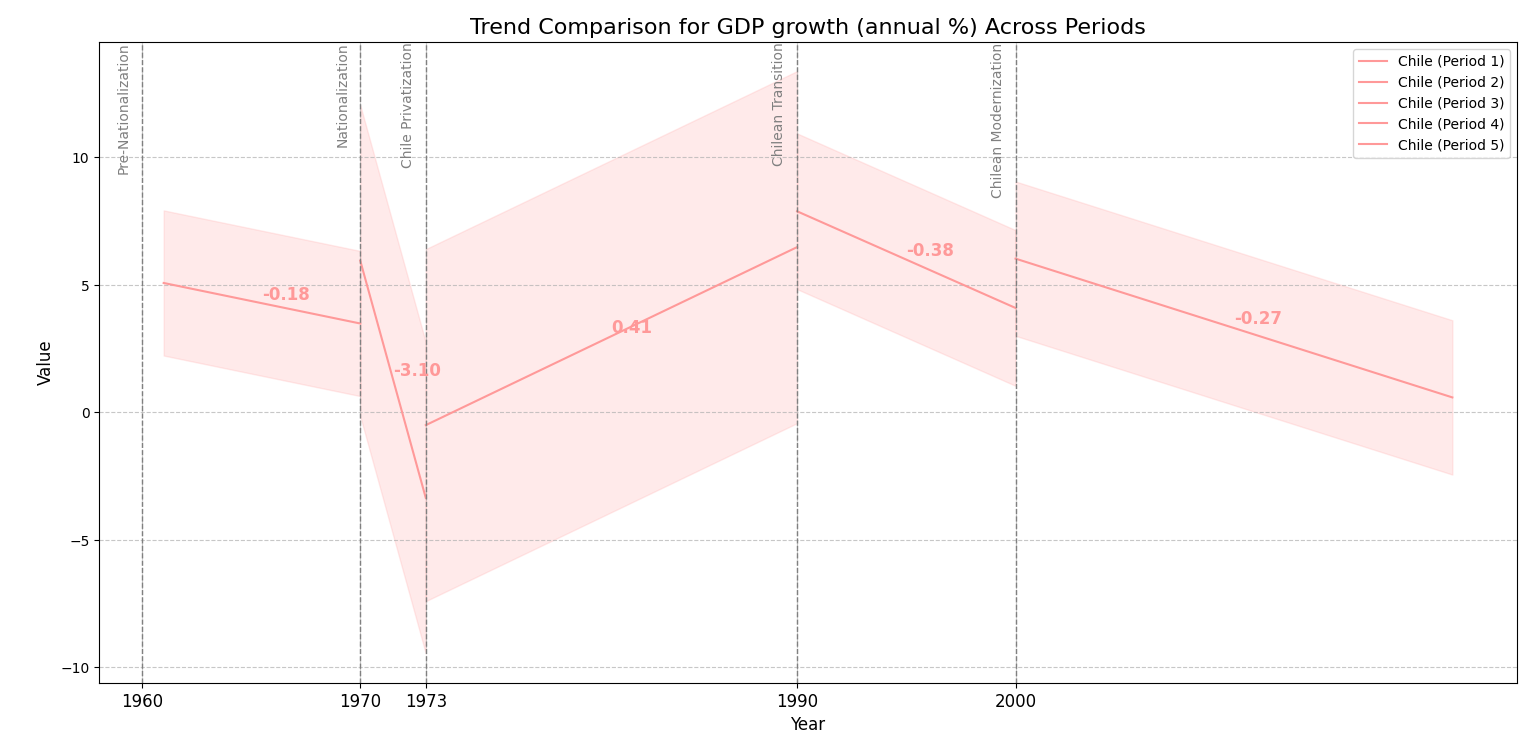 Trend Comparison for GDP growth (annual %) Across Periods
Pre-Nationalization
Nationalization
Chile Privatization
Chilean Transition
Chilean Modernization
Chile (Period 1)
Chile (Period 2)
Chile (Period 3)
Chile (Period 4)
Chile (Period 5)
10
5
0
−5
−10
Value
-0.18
-3.10
0.41
-0.38
-0.27
1960
1970
1973
1990
2000
Year